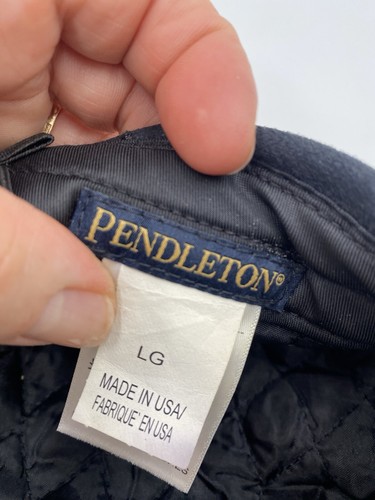 PENDLETON®
LG
MADE IN USA/
FABRIQUE' EN USA